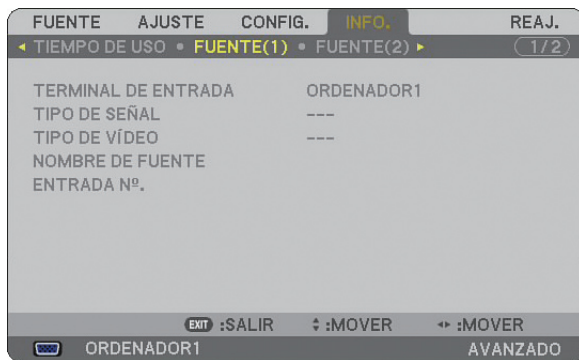 FUENTE AJUSTE CONFIG. INFO. REAJ.
◂ TIEMPO DE USO • FUENTE(1) • FUENTE(2) ▸ 1/2
TERMINAL DE ENTRADA ORDENADOR1
TIPO DE SEÑAL ---
TIPO DE VÍDEO ---
NOMBRE DE FUENTE
ENTRADA Nº.
EXIT :SALIR :MOVER :MOVER
ORDENADOR1 AVANZADO